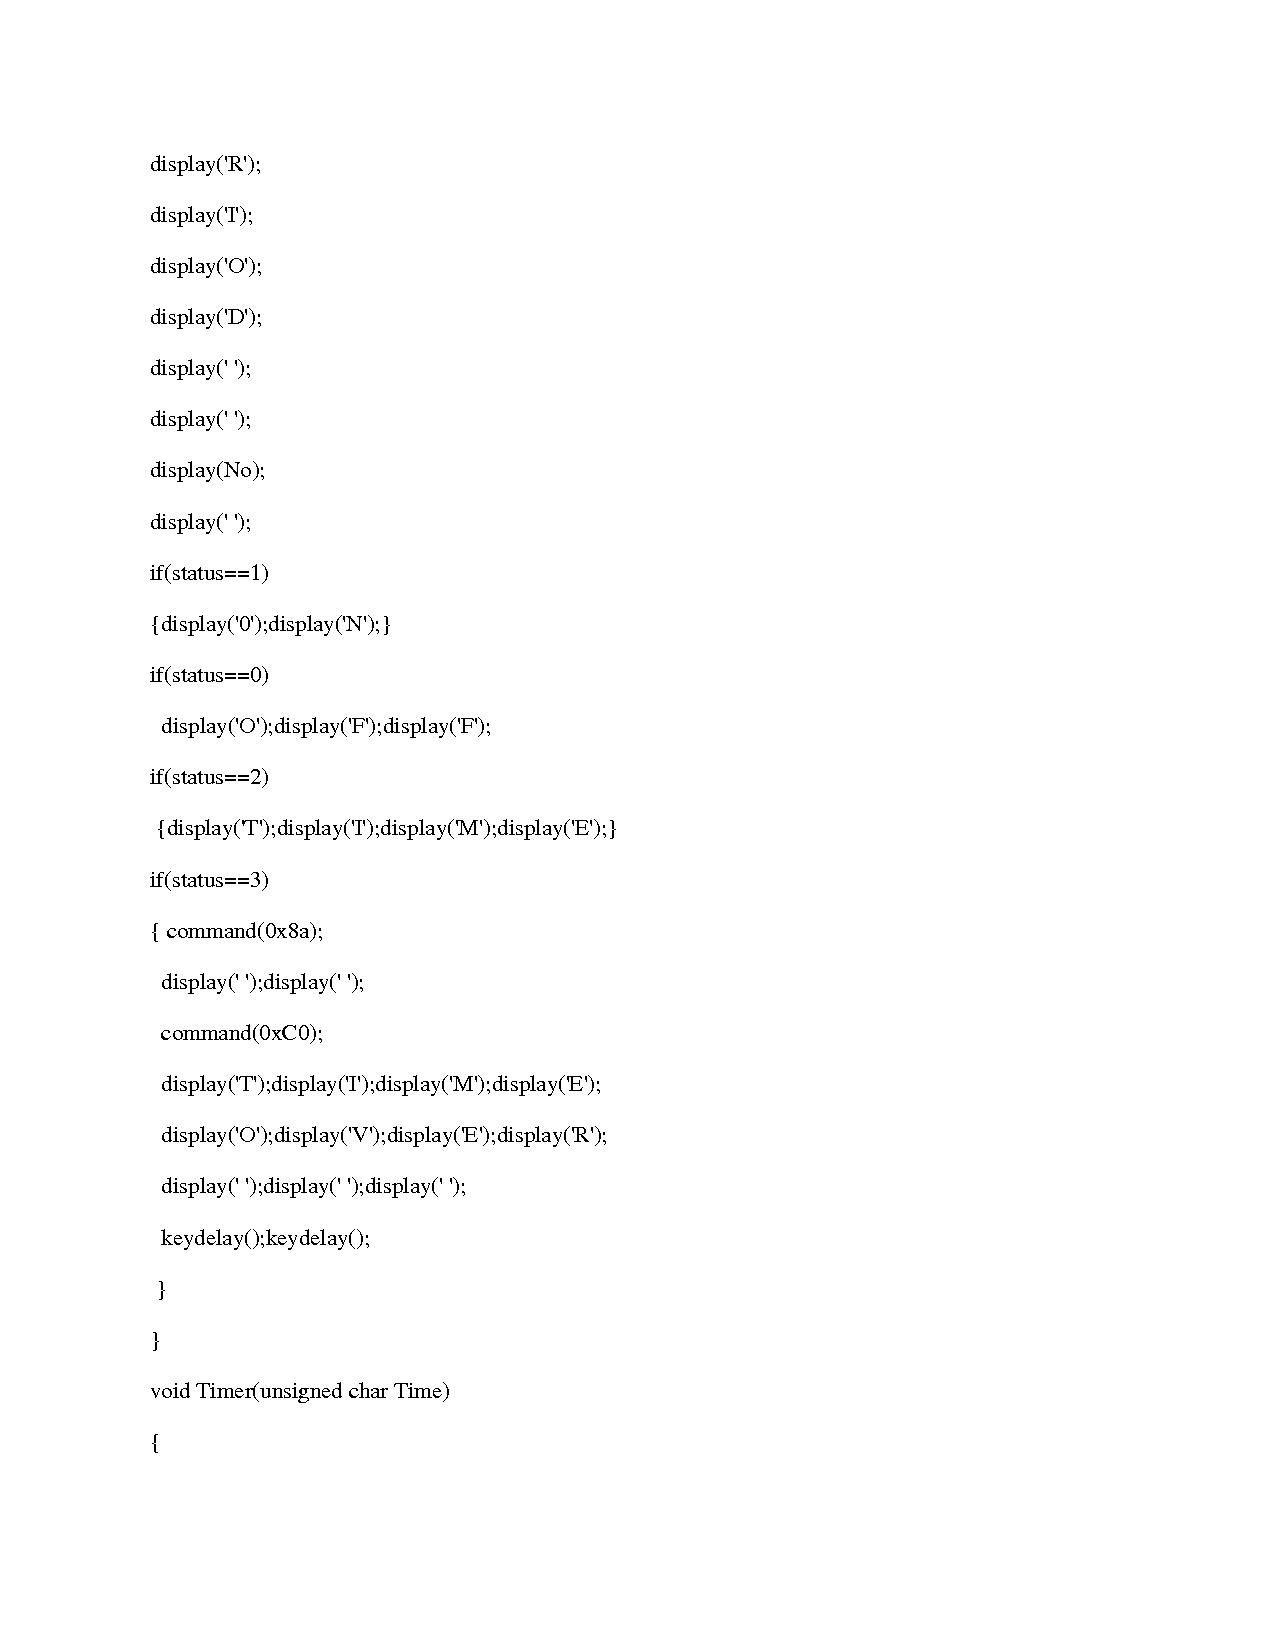 display('R');
display('I');
display('O');
display('D');
display(' ');
display(' ');
display(No);
display(' ');
if(status==1)
{display('0');display('N');}
if(status==0)
display('O');display('F');display('F');
if(status==2)
{display('T');display('I');display('M');display('E');}
if(status==3)
{ command(0x8a);
display(' ');display(' ');
command(0xC0);
display('T');display('I');display('M');display('E');
display('O');display('V');display('E');display('R');
display(' ');display(' ');display(' ');
keydelay();keydelay();
}
}
void Timer(unsigned char Time)
{